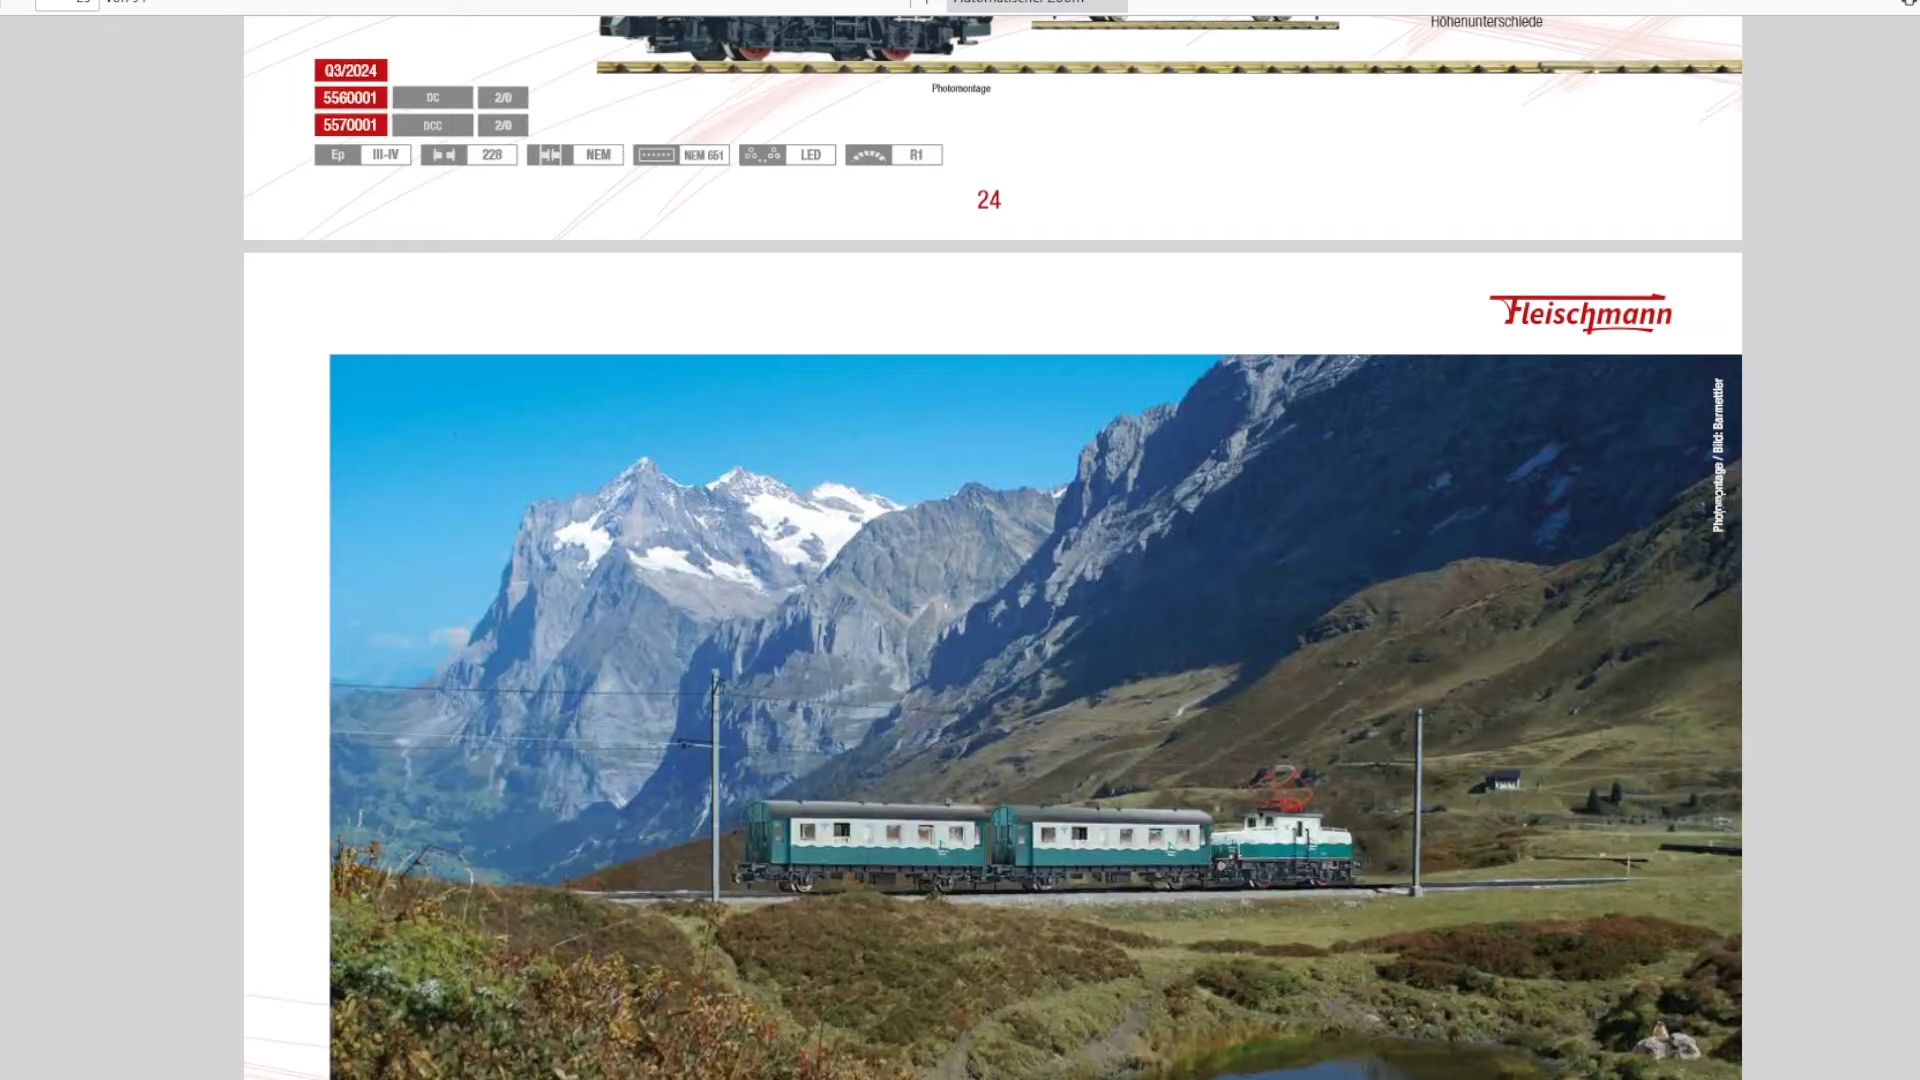 Höhenunterschiede
Q3/2024
5560001 DC 2/0
Photomontage
5570001 DCC 2/0
Ep III-IV 228 NEM NEM 651 LED R1
24
Fleischmann
Photomontage / Bild: Barmettler